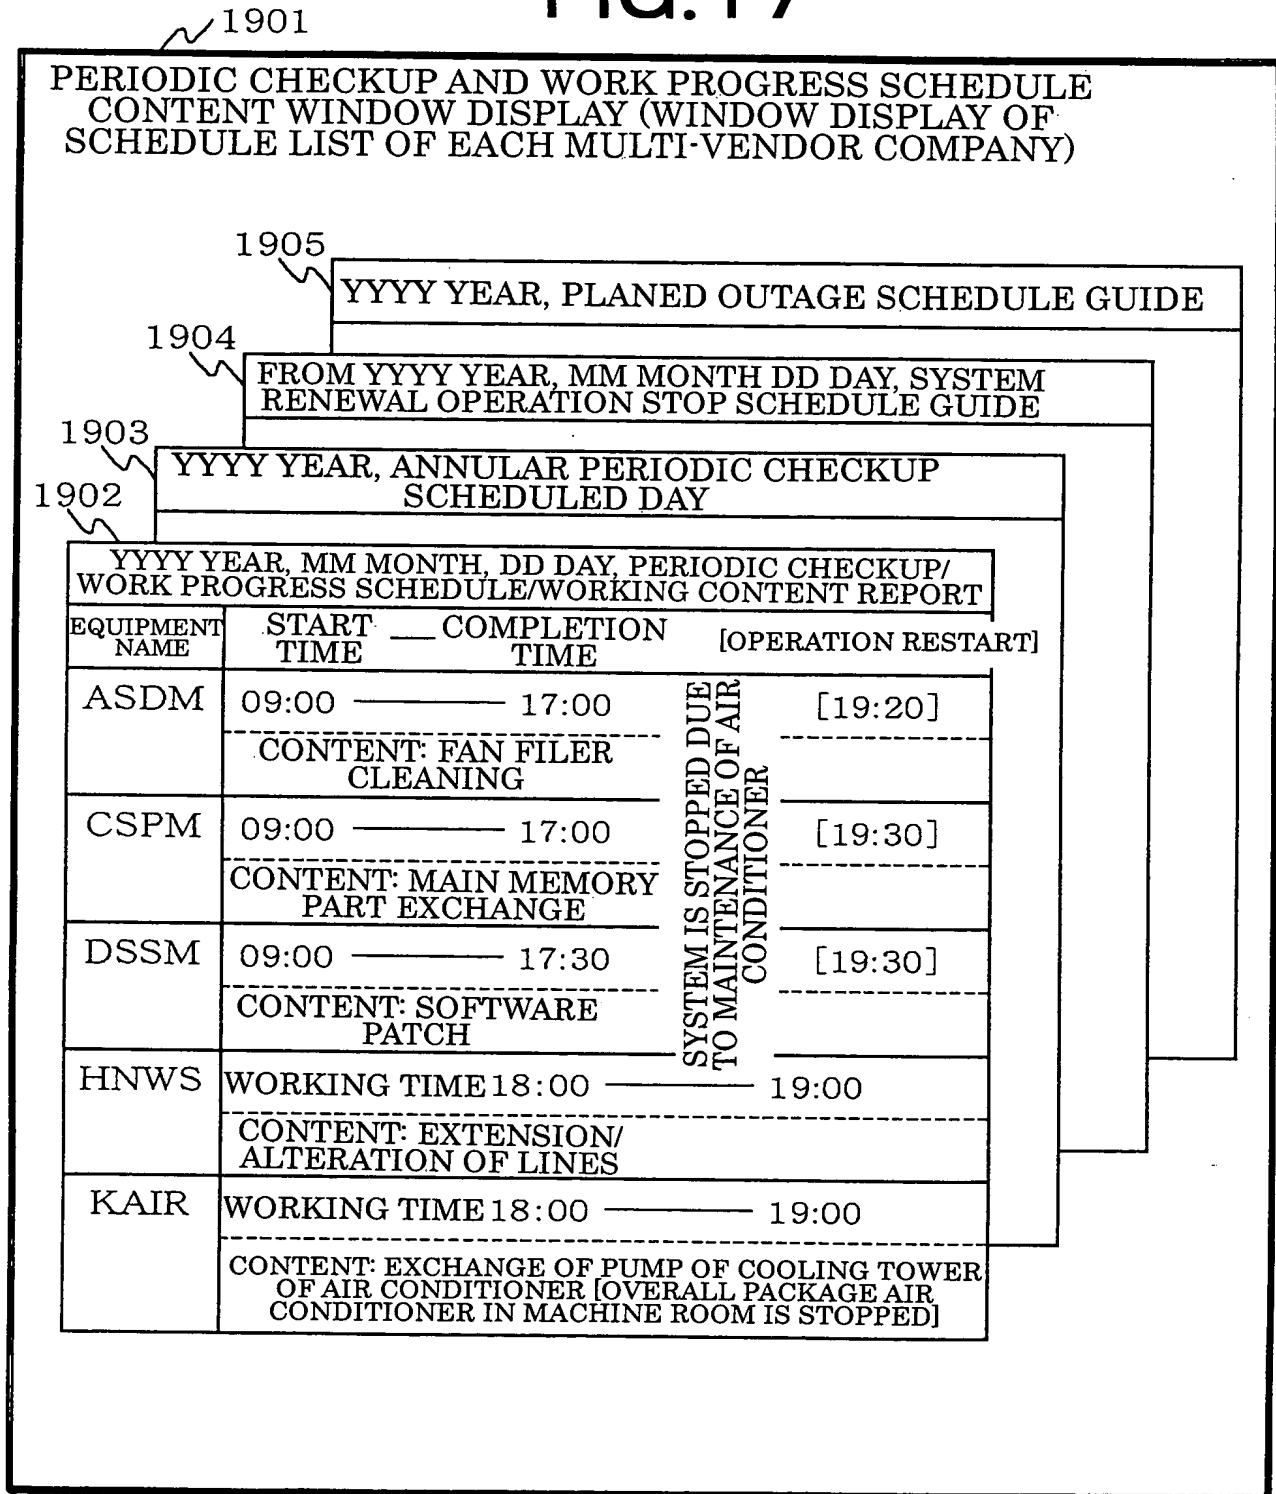 FIG.19
1901
PERIODIC CHECKUP AND WORK PROGRESS SCHEDULE
CONTENT WINDOW DISPLAY (WINDOW DISPLAY OF
SCHEDULE LIST OF EACH MULTI-VENDOR COMPANY)
1905
YYYY YEAR, PLANED OUTAGE SCHEDULE GUIDE
1904
FROM YYYY YEAR, MM MONTH DD DAY, SYSTEM
RENEWAL OPERATION STOP SCHEDULE GUIDE
1903
YYYY YEAR, ANNULAR PERIODIC CHECKUP
SCHEDULED DAY
1902
YYYY YEAR, MM MONTH, DD DAY, PERIODIC CHECKUP/
WORK PROGRESS SCHEDULE/WORKING CONTENT REPORT
EQUIPMENT
NAME
START
TIME
—
COMPLETION
TIME
[OPERATION RESTART]
ASDM
09:00 ——— 17:00
[19:20]
CONTENT: FAN FILER
CLEANING
CSPM
09:00 ——— 17:00
[19:30]
CONTENT: MAIN MEMORY
PART EXCHANGE
DSSM
09:00 ——— 17:30
[19:30]
CONTENT: SOFTWARE
PATCH
SYSTEM IS STOPPED DUE
TO MAINTENANCE OF AIR
CONDITIONER
HNWS
WORKING TIME 18:00 ——— 19:00
CONTENT: EXTENSION/
ALTERATION OF LINES
KAIR
WORKING TIME 18:00 ——— 19:00
CONTENT: EXCHANGE OF PUMP OF COOLING TOWER
OF AIR CONDITIONER [OVERALL PACKAGE AIR
CONDITIONER IN MACHINE ROOM IS STOPPED]